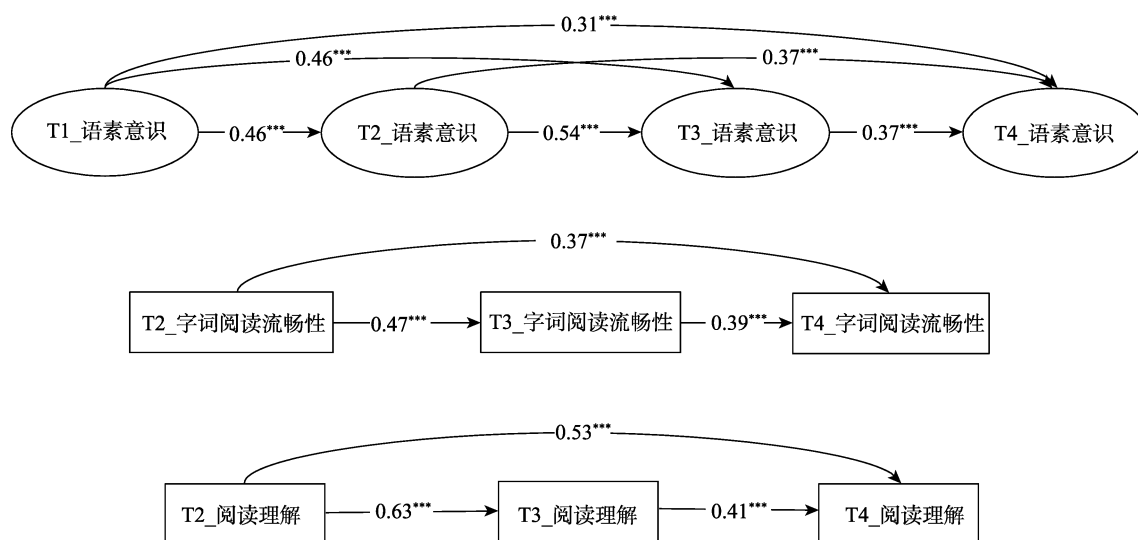 0.31***
0.46*** 0.37***
T1_语素意识 0.46*** T2_语素意识 0.54*** T3_语素意识 0.37*** T4_语素意识
0.37***
T2_字词阅读流畅性 0.47*** T3_字词阅读流畅性 0.39*** T4_字词阅读流畅性
0.53***
T2_阅读理解 0.63*** T3_阅读理解 0.41*** T4_阅读理解